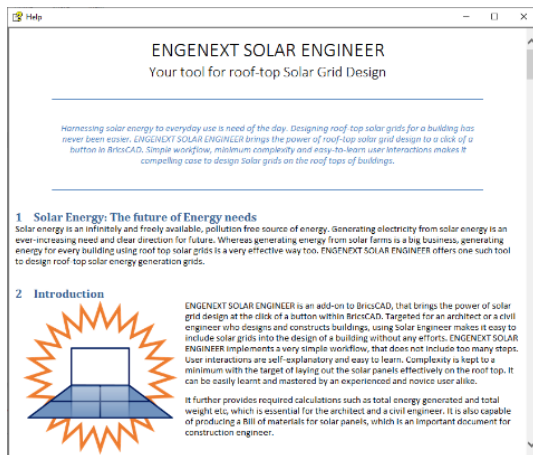 Help
ENGENEXT SOLAR ENGINEER
Your tool for roof-top Solar Grid Design
Harnessing solar energy to everyday use is need of the day. Designing roof-top solar grids for a building has
never been easier. ENGENEXT SOLAR ENGINEER brings the power of roof-top solar grid design to a click of a
button in BricsCAD. Simple workflow, minimum complexity and easy-to-learn user interactions makes it
compelling case to design Solar grids on the roof tops of buildings.
1 Solar Energy: The future of Energy needs
Solar energy is an infinitely and freely available, pollution free source of energy. Generating electricity from solar energy is an
ever-increasing need and clear direction for future. Whereas generating energy from solar farms is a big business, generating
energy for every building using roof top solar grids is a very effective way too. ENGENEXT SOLAR ENGINEER offers one such tool
to design roof-top solar energy generation grids.
2 Introduction
ENGENEXT SOLAR ENGINEER is an add-on to BricsCAD, that brings the power of solar
grid design at the click of a button within BricsCAD. Targeted for an architect or a civil
engineer who designs and constructs buildings, using Solar Engineer makes it easy to
include solar grids into the design of a building without any efforts. ENGENEXT SOLAR
ENGINEER implements a very simple workflow, that does not include too many steps.
User interactions are self-explanatory and easy to learn. Complexity is kept to a
minimum with the target of laying out the solar panels effectively on the roof top. It
can be easily learnt and mastered by an experienced and novice user alike.
It further provides required calculations such as total energy generated and total
weight etc, which is essential for the architect and a civil engineer. It is also capable
of producing a Bill of materials for solar panels, which is an important document for
construction engineer.